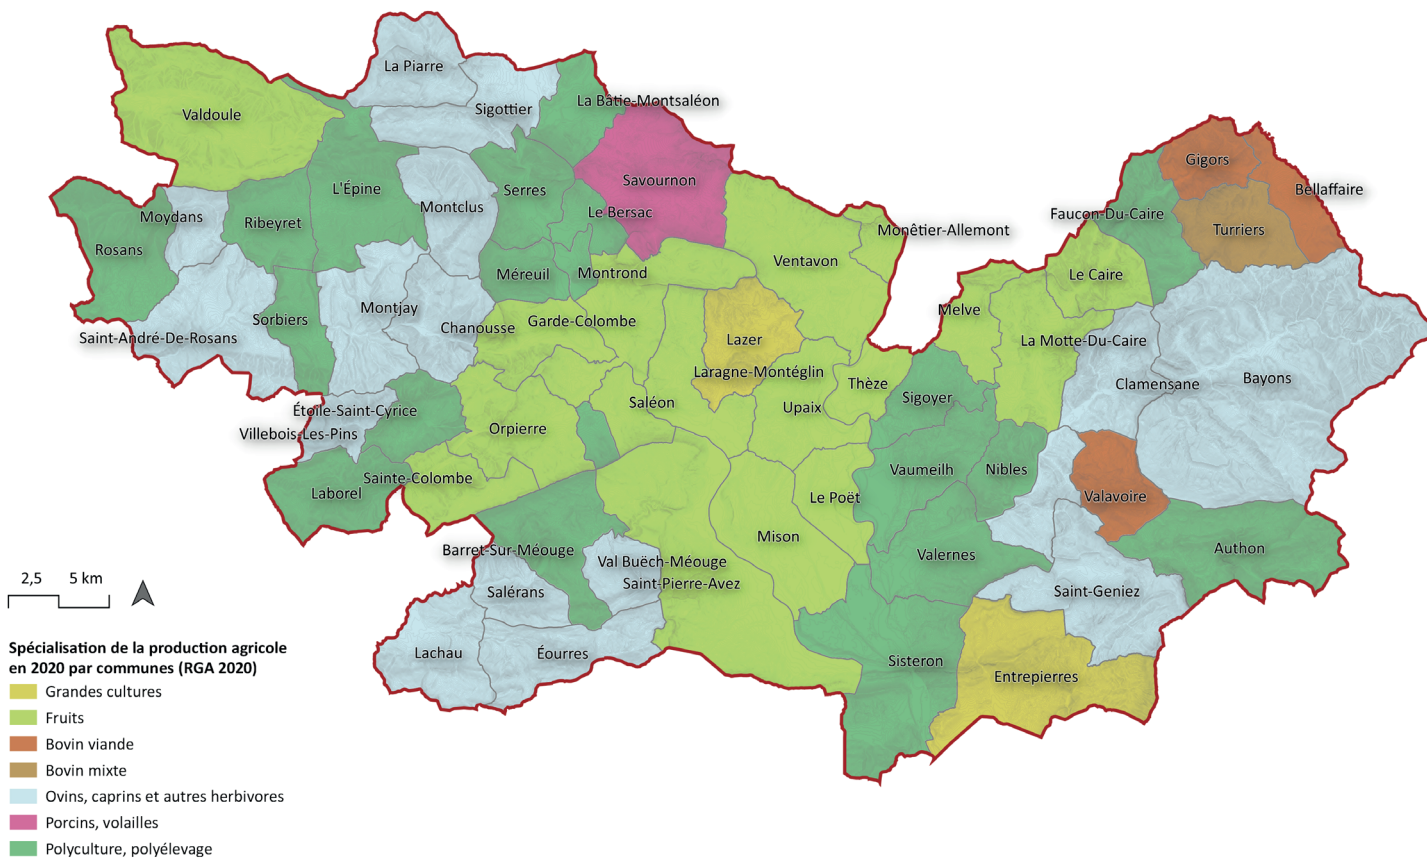 La Piarre
La Bâtie-Montsaléon
Sigottier
Valdoule
Gigors
Savournon
L'Épine
Serres
Bellaffaire
Montclus
Moydans
Le Bersac
Faucon-Du-Caire
Ribeyret
Monêtier-Allemont
Turriers
Rosans
Ventavon
Méreuil
Montrond
Le Caire
Montjay
Melve
Sorbiers
Garde-Colombe
Chanousse
Saint-André-De-Rosans
Lazer
La Motte-Du-Caire
Laragne-Montéglin
Bayons
Thèze
Clamensane
Sigoyer
Saléon
Upaix
Étoile-Saint-Cyrice
Orpierre
Villebois-Les-Pins
Vaumeilh
Nibles
Sainte-Colombe
Laborel
Le Poët
Valavoire
Mison
Barret-Sur-Méouge
Authon
Valernes
Val Buëch-Méouge
Saint-Pierre-Avez
Salérans
Saint-Geniez
Lachau
Éourres
Sisteron
Entrepierres
2,5 5 km
Spécialisation de la production agricole
en 2020 par communes (RGA 2020)
Grandes cultures
Fruits
Bovin viande
Bovin mixte
Ovins, caprins et autres herbivores
Porcins, volailles
Polyculture, polyélevage